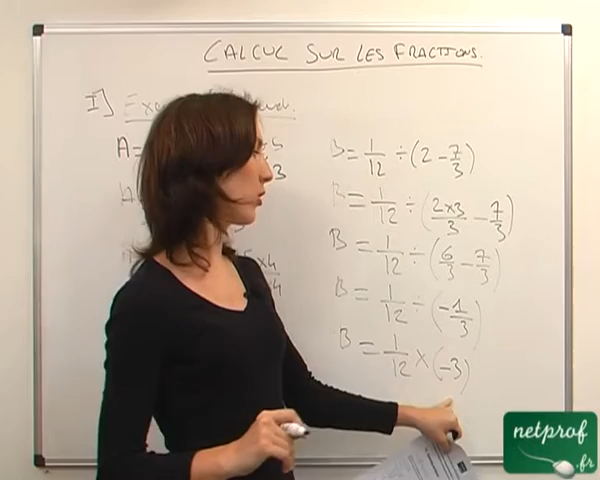 CALCUL SUR LES FRACTIONS.
I]
A=
B = 1/12 ÷ (2 - 7/3)
B = 1/12 ÷ (2×3/3 - 7/3)
B = 1/12 ÷ (6/3 - 7/3)
B = 1/12 ÷ (-1/3)
B = 1/12 × (-3)
netprof
.fr